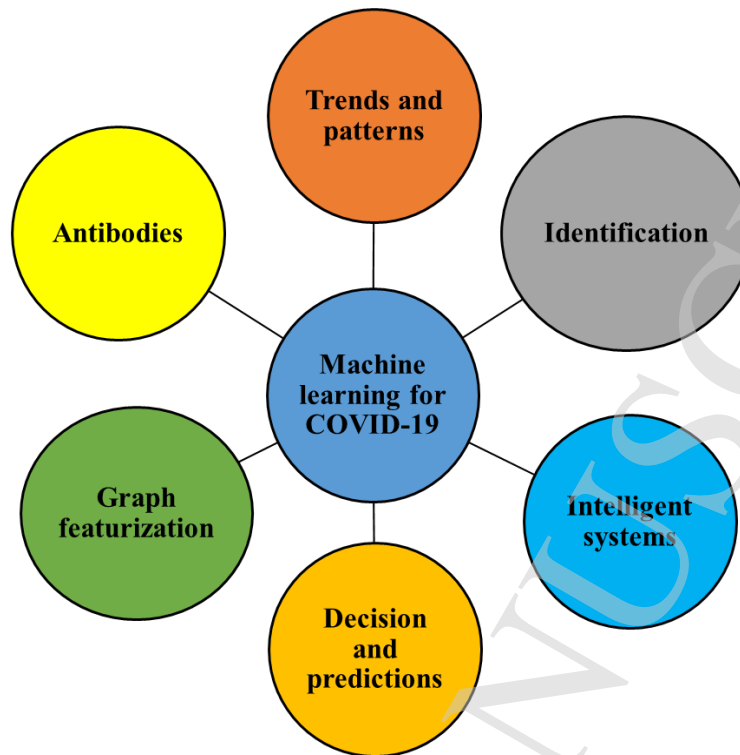 Trends and
patterns
Antibodies
Identification
Machine
learning for
COVID-19
Graph
featurization
Intelligent
systems
Decision
and
predictions